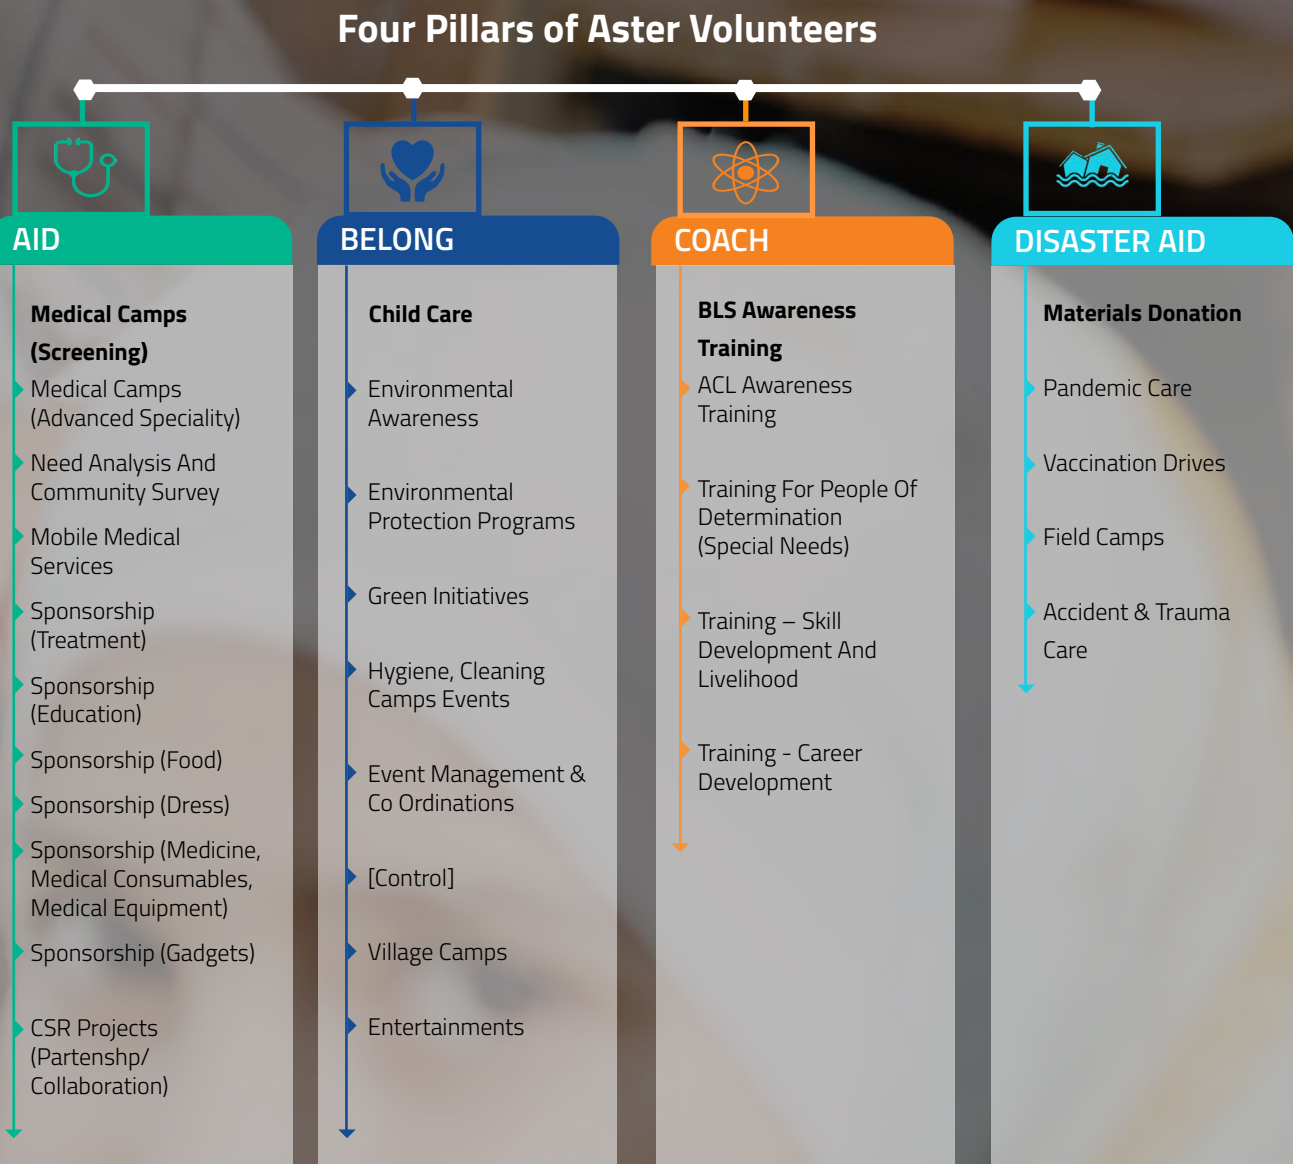 Four Pillars of Aster Volunteers
AID
Medical Camps
(Screening)
Medical Camps
(Advanced Speciality)
Need Analysis And
Community Survey
Mobile Medical
Services
Sponsorship
(Treatment)
Sponsorship
(Education)
Sponsorship (Food)
Sponsorship (Dress)
Sponsorship (Medicine,
Medical Consumables,
Medical Equipment)
Sponsorship (Gadgets)
CSR Projects
(Partenshp/
Collaboration)
BELONG
Child Care
Environmental
Awareness
Environmental
Protection Programs
Green Initiatives
Hygiene, Cleaning
Camps Events
Event Management &
Co Ordinations
[Control]
Village Camps
Entertainments
COACH
BLS Awareness
Training
ACL Awareness
Training
Training For People Of
Determination
(Special Needs)
Training – Skill
Development And
Livelihood
Training - Career
Development
DISASTER AID
Materials Donation
Pandemic Care
Vaccination Drives
Field Camps
Accident & Trauma
Care